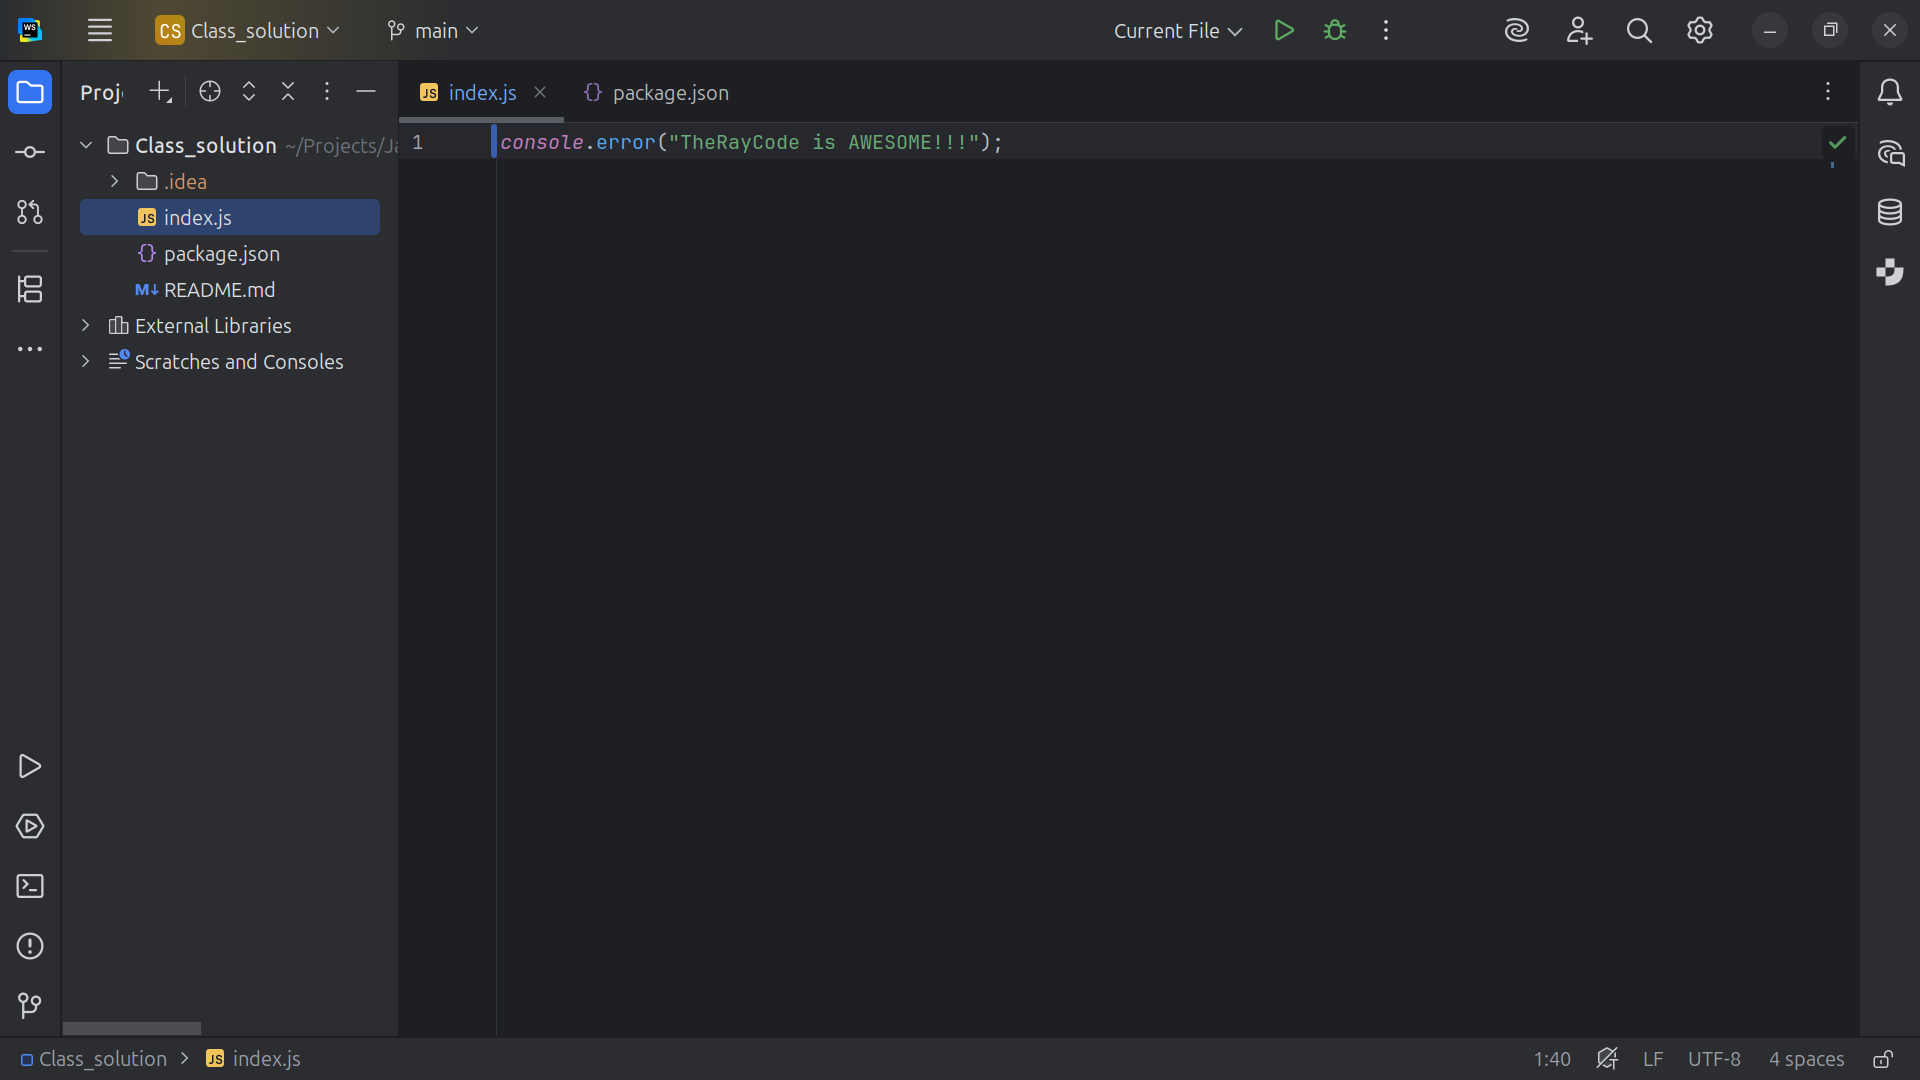 WS
CS Class_solution
main
Current File
Proj
index.js
package.json
Class_solution ~/Projects/Ja
.idea
index.js
package.json
README.md
External Libraries
Scratches and Consoles
1 console.error("TheRayCode is AWESOME!!!");
Class_solution > JS index.js
1:40
LF
UTF-8
4 spaces